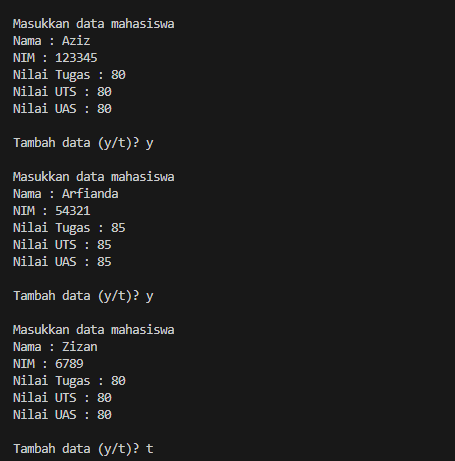 Masukkan data mahasiswa
Nama : Aziz
NIM : 123345
Nilai Tugas : 80
Nilai UTS : 80
Nilai UAS : 80
Tambah data (y/t)? y
Masukkan data mahasiswa
Nama : Arfianda
NIM : 54321
Nilai Tugas : 85
Nilai UTS : 85
Nilai UAS : 85
Tambah data (y/t)? y
Masukkan data mahasiswa
Nama : Zizan
NIM : 6789
Nilai Tugas : 80
Nilai UTS : 80
Nilai UAS : 80
Tambah data (y/t)? t